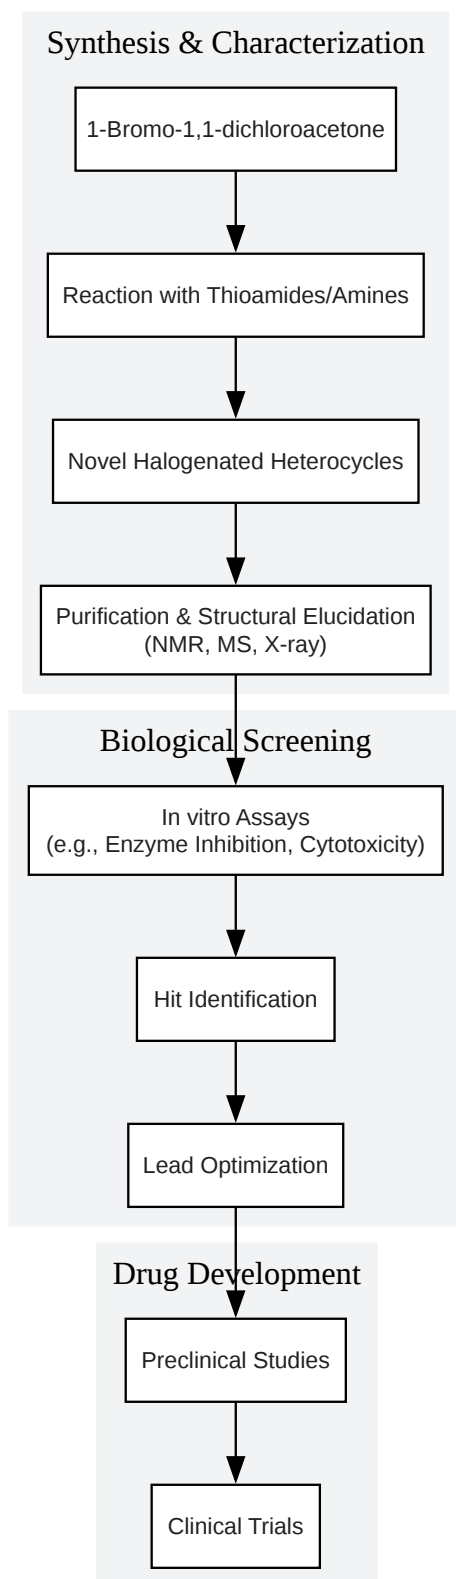 Synthesis & Characterization
1-Bromo-1,1-dichloroacetone
Reaction with Thioamides/Amines
Novel Halogenated Heterocycles
Purification & Structural Elucidation
(NMR, MS, X-ray)
Biological Screening
In vitro Assays
(e.g., Enzyme Inhibition, Cytotoxicity)
Hit Identification
Lead Optimization
Drug Development
Preclinical Studies
Clinical Trials